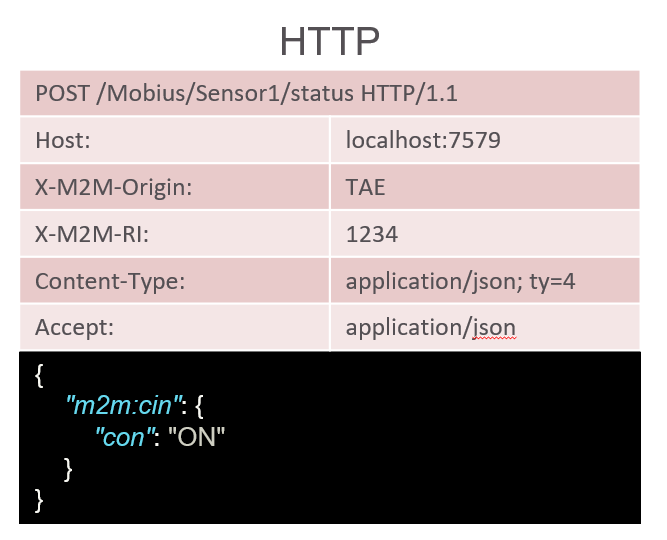 HTTP
POST /Mobius/Sensor1/status HTTP/1.1
Host: localhost:7579
X-M2M-Origin: TAE
X-M2M-RI: 1234
Content-Type: application/json; ty=4
Accept: application/json
{
"m2m:cin": {
"con": "ON"
}
}